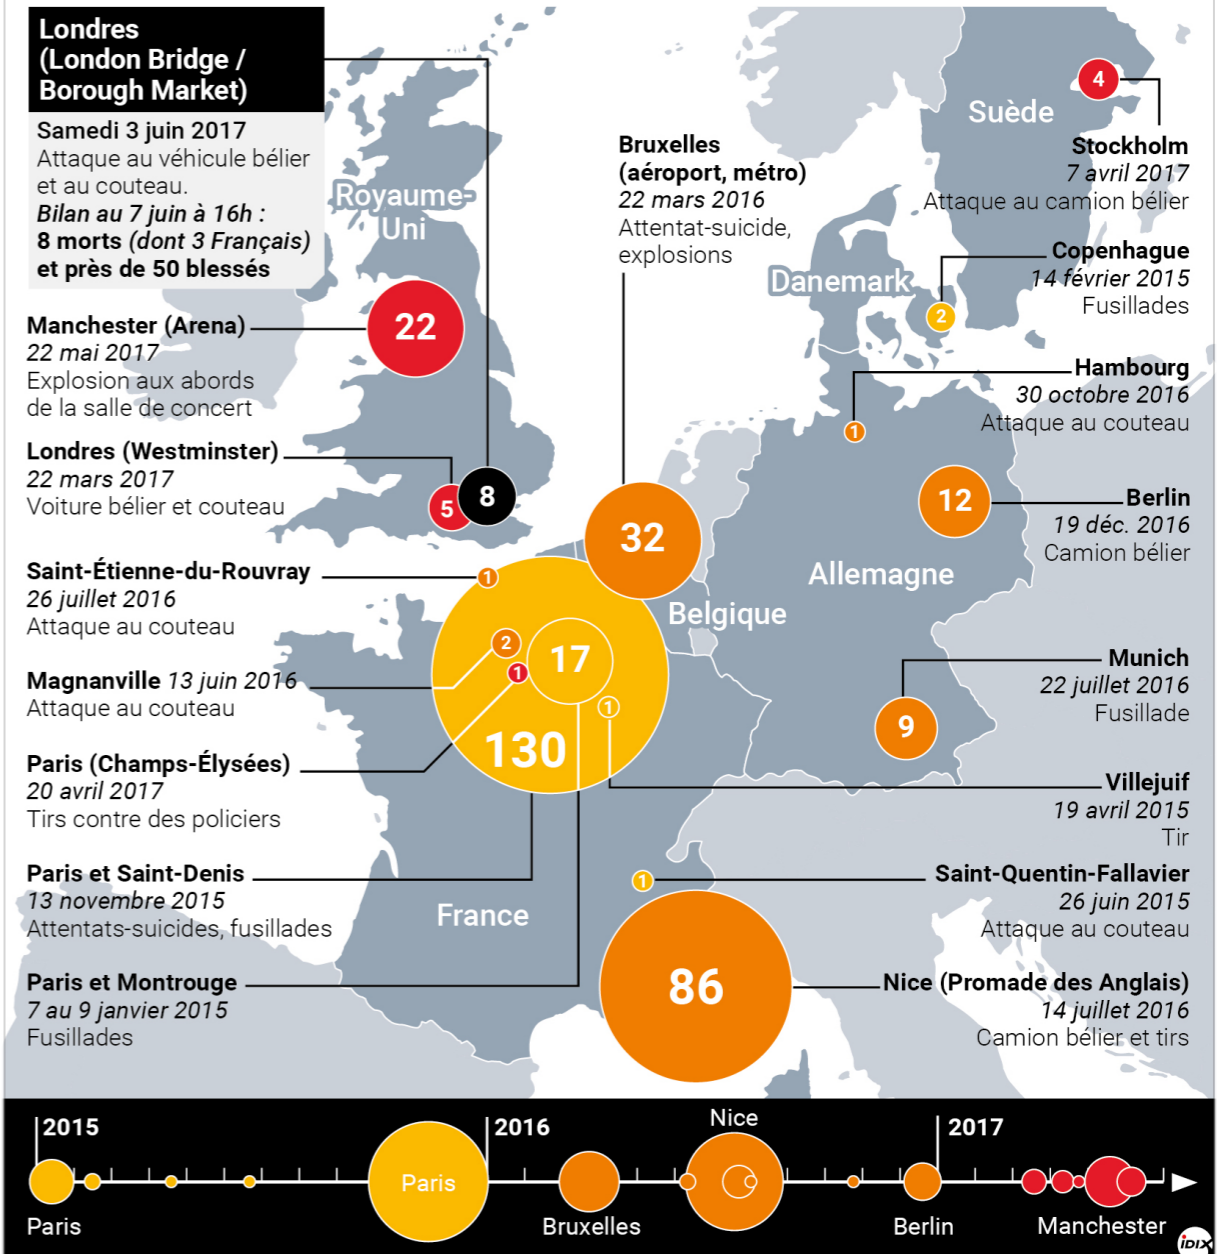 Londres
(London Bridge /
Borough Market)
Samedi 3 juin 2017
Attaque au véhicule bélier
et au couteau.
Bilan au 7 juin à 16h :
8 morts (dont 3 Français)
et près de 50 blessés
Manchester (Arena)
22 mai 2017
Explosion aux abords
de la salle de concert
Londres (Westminster)
22 mars 2017
Voiture bélier et couteau
Saint-Étienne-du-Rouvray
26 juillet 2016
Attaque au couteau
Magnanville 13 juin 2016
Attaque au couteau
Paris (Champs-Élysées)
20 avril 2017
Tirs contre des policiers
Paris et Saint-Denis
13 novembre 2015
Attentats-suicides, fusillades
Paris et Montrouge
7 au 9 janvier 2015
Fusillades
Bruxelles
(aéroport, métro)
22 mars 2016
Attentat-suicide,
explosions
Stockholm
7 avril 2017
Attaque au camion bélier
Copenhague
14 février 2015
Fusillades
Hambourg
30 octobre 2016
Attaque au couteau
Berlin
19 déc. 2016
Camion bélier
Munich
22 juillet 2016
Fusillade
Villejuif
19 avril 2015
Tir
Saint-Quentin-Fallavier
26 juin 2015
Attaque au couteau
Nice (Promade des Anglais)
14 juillet 2016
Camion bélier et tirs
Royaume-
Uni
Suède
Danemark
Allemagne
Belgique
France
4
2
1
12
22
5
8
32
1
2
17
1
1
130
9
1
86
2015
2016
2017
Nice
Paris
Paris
Bruxelles
Berlin
Manchester
iDIX